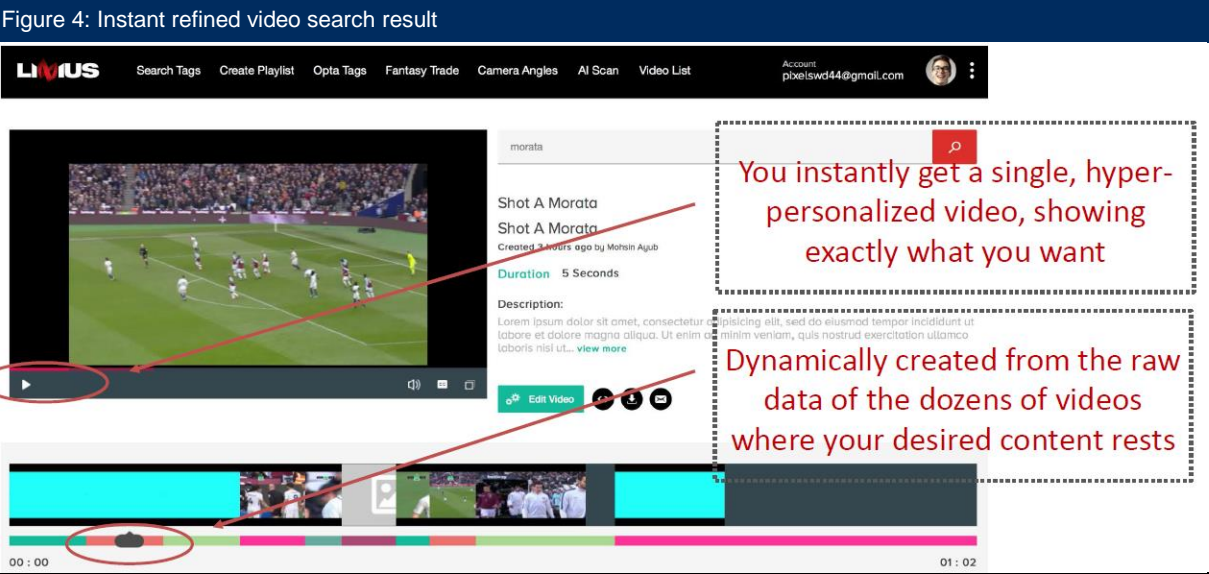 Figure 4: Instant refined video search result
LIVIUS
Search Tags Create Playlist Opta Tags Fantasy Trade Camera Angles AI Scan Video List
Account
pixelswd44@gmail.com
morata
You instantly get a single, hyper-
personalized video, showing
exactly what you want
Shot A Morata
Shot A Morata
Created 3 hours ago by Mohsin Ayub
Duration 5 Seconds
Description:
Lorem ipsum dolor sit amet, consectetur adipisicing elit, sed do eiusmod tempor incididunt ut
labore et dolore magna aliqua. Ut enim ad minim veniam, quis nostrud exercitation ullamco
laboris nisi ut... view more
Dynamically created from the raw
data of the dozens of videos
where your desired content rests
Edit Video
00 : 00
01 : 02